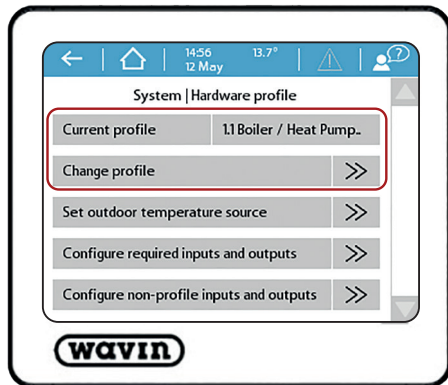 14:56 13.7°
12 May
?
System | Hardware profile
Current profile 1.1 Boiler / Heat Pump..
Change profile
Set outdoor temperature source
Configure required inputs and outputs
Configure non-profile inputs and outputs
wavin